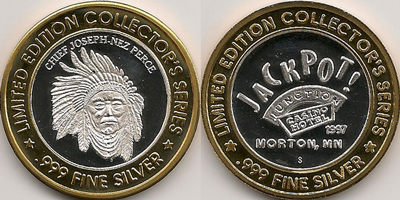 LIMITED EDITION COLLECTOR'S SERIES
CHIEF JOSEPH-NEZ PERCE
★ .999 FINE SILVER ★
LIMITED EDITION COLLECTOR'S SERIES
JACKPOT!
JUNCTION
CASINO
HOTEL
1997
MORTON, MN
S
★ .999 FINE SILVER ★